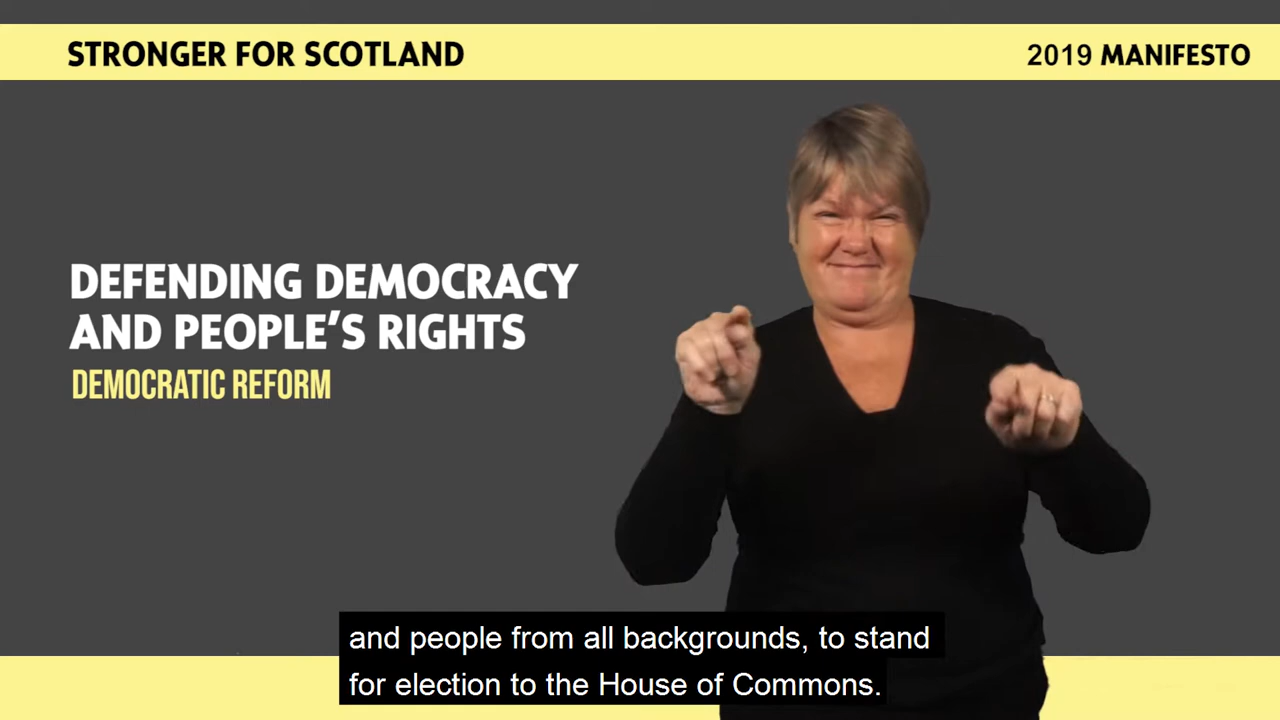 STRONGER FOR SCOTLAND
2019 MANIFESTO
DEFENDING DEMOCRACY
AND PEOPLE'S RIGHTS
DEMOCRATIC REFORM
and people from all backgrounds, to stand
for election to the House of Commons.